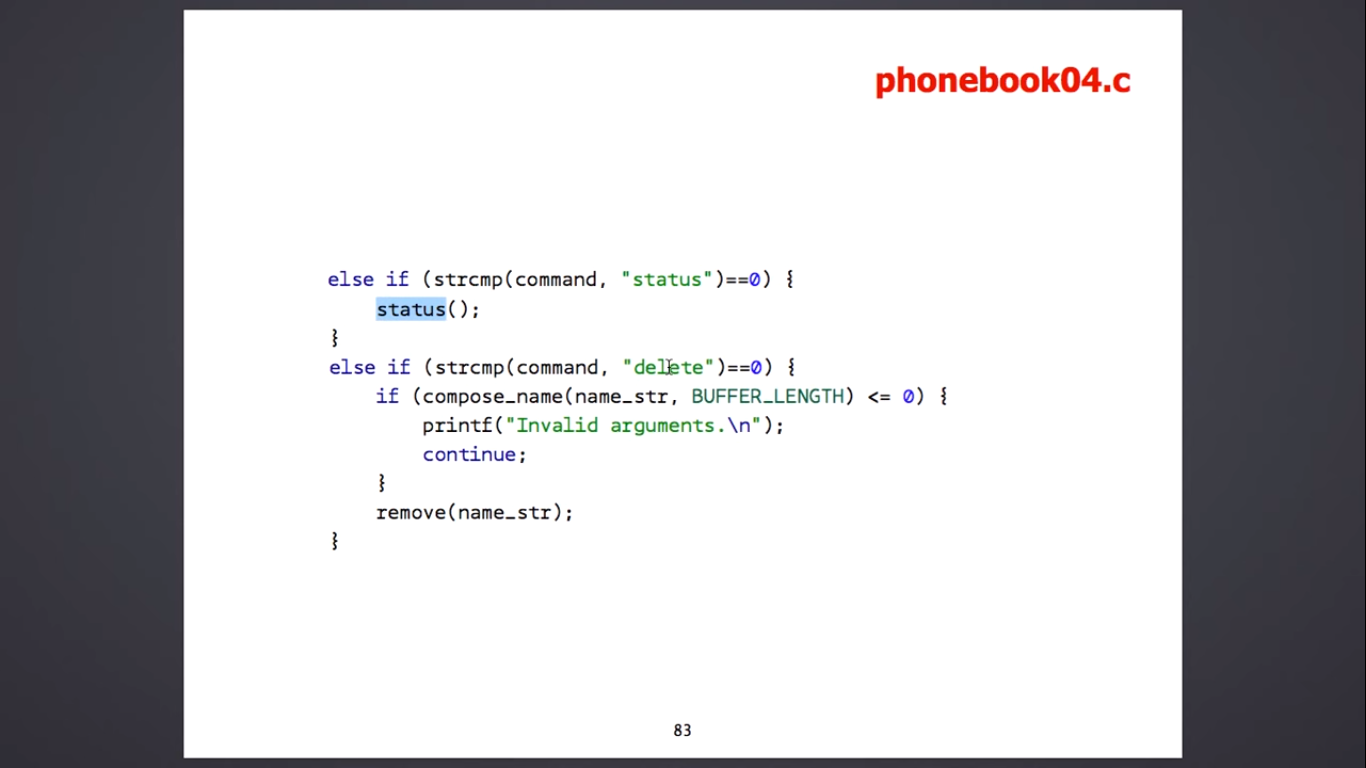 phonebook04.c
else if (strcmp(command, "status")==0) {
status();
}
else if (strcmp(command, "delete")==0) {
if (compose_name(name_str, BUFFER_LENGTH) <= 0) {
printf("Invalid arguments.\n");
continue;
}
remove(name_str);
}
83